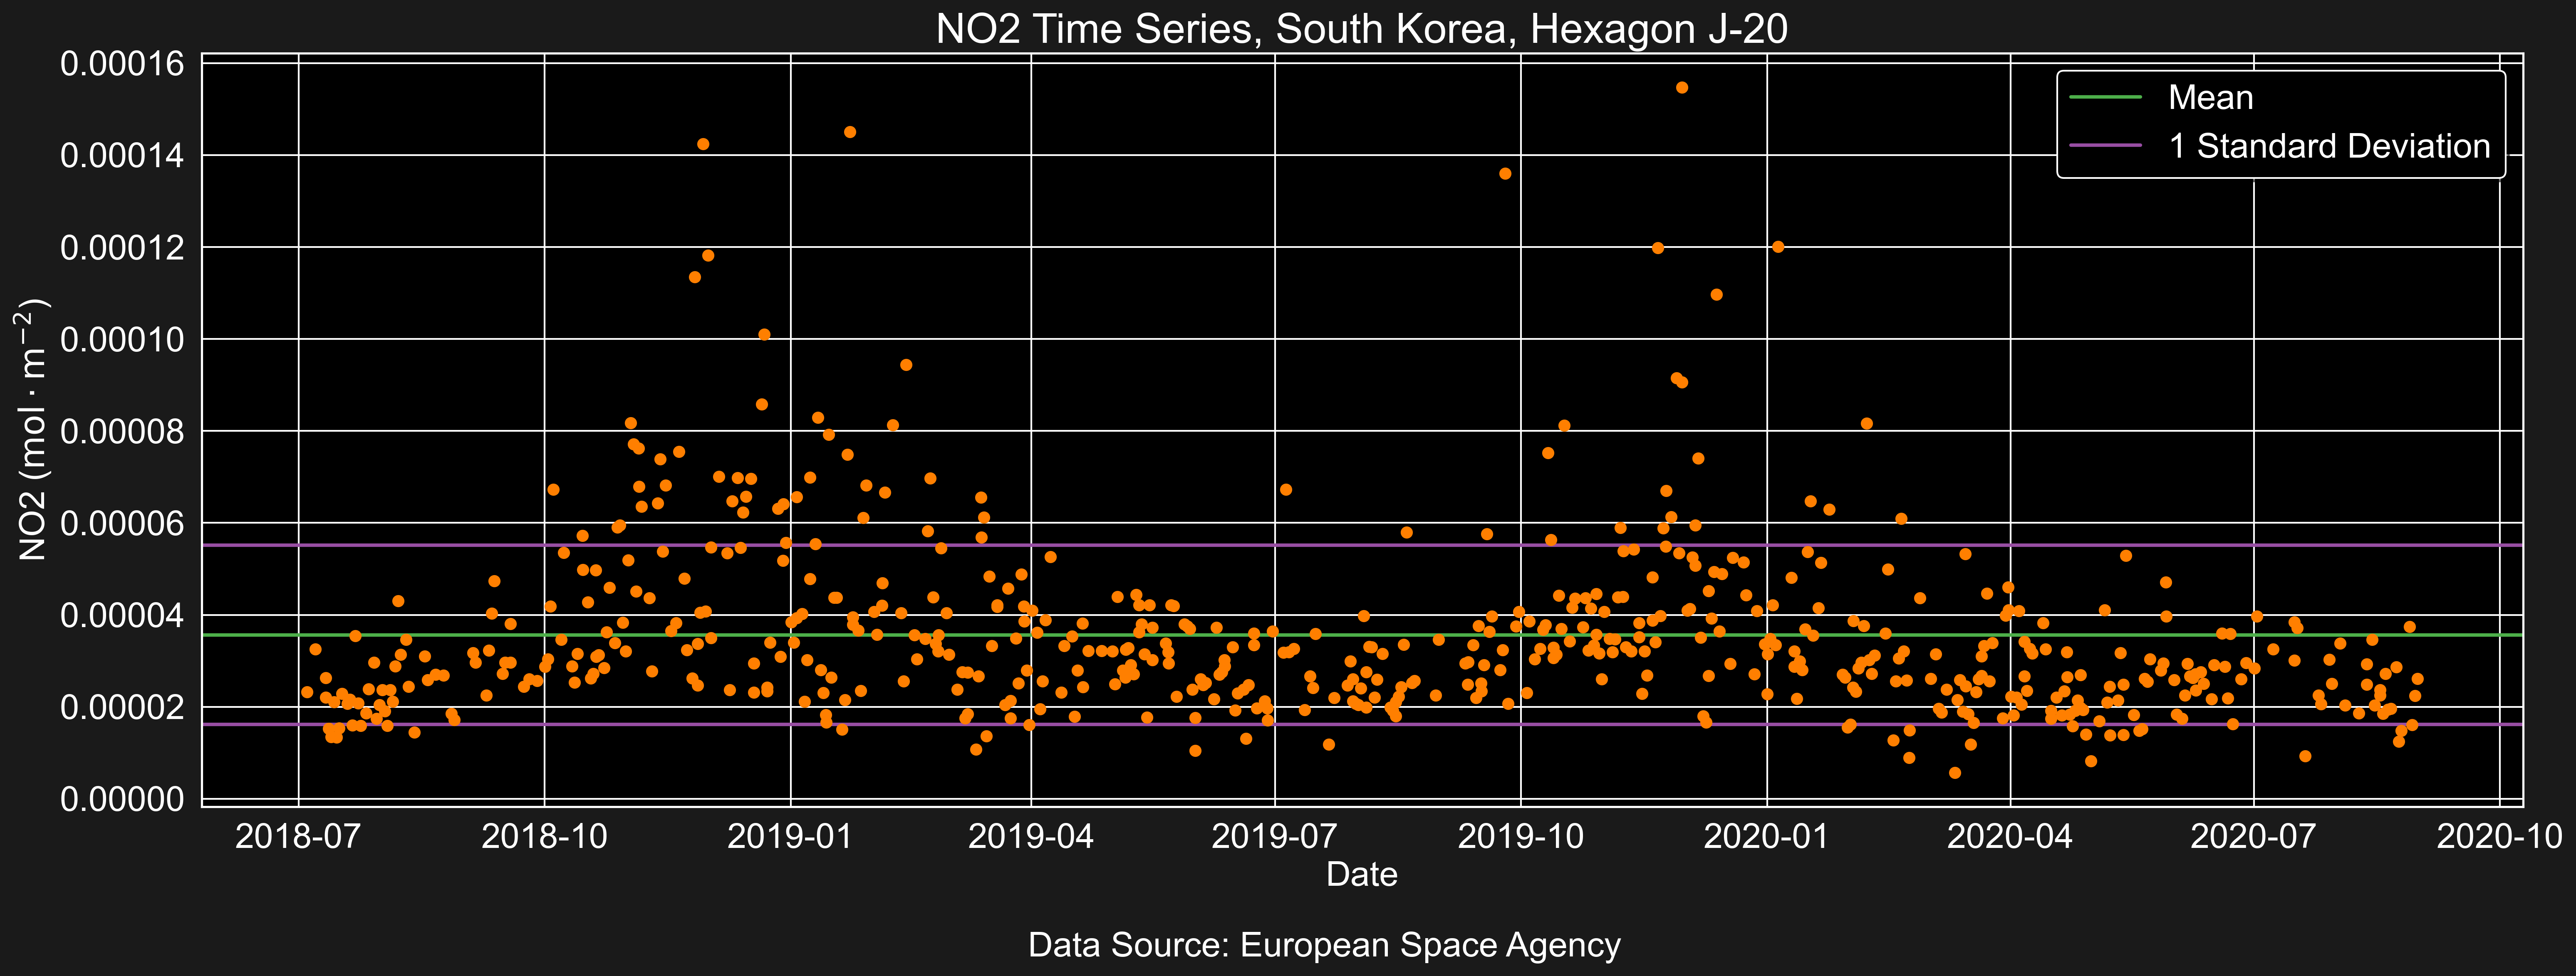 NO2 Time Series, South Korea, Hexagon J-20
Mean
1 Standard Deviation
0.00016
0.00014
0.00012
0.00010
0.00008
0.00006
0.00004
0.00002
0.00000
NO2 (mol · m⁻²)
2018-07 2018-10 2019-01 2019-04 2019-07 2019-10 2020-01 2020-04 2020-07 2020-10
Date
Data Source: European Space Agency